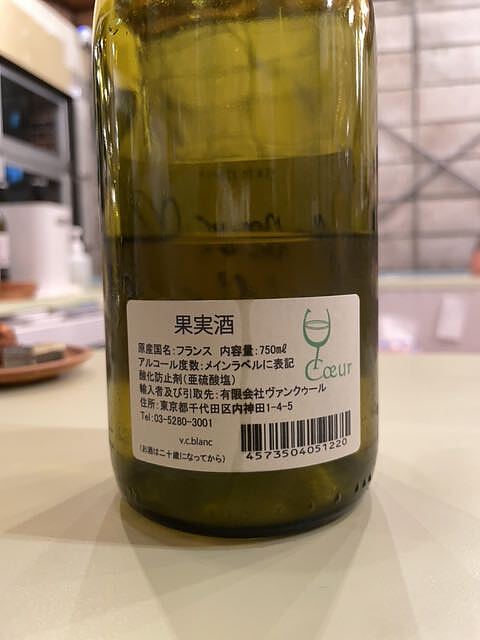 果実酒
原産国名:フランス 内容量:750mℓ
アルコール度数:メインラベルに表記
酸化防止剤(亜硫酸塩)
輸入者及び引取先:有限会社ヴァンクゥール
住所:東京都千代田区内神田1-4-5
Tel:03-5280-3001
v.c.blanc
(お酒は二十歳になってから)
Cœur
4573504051220